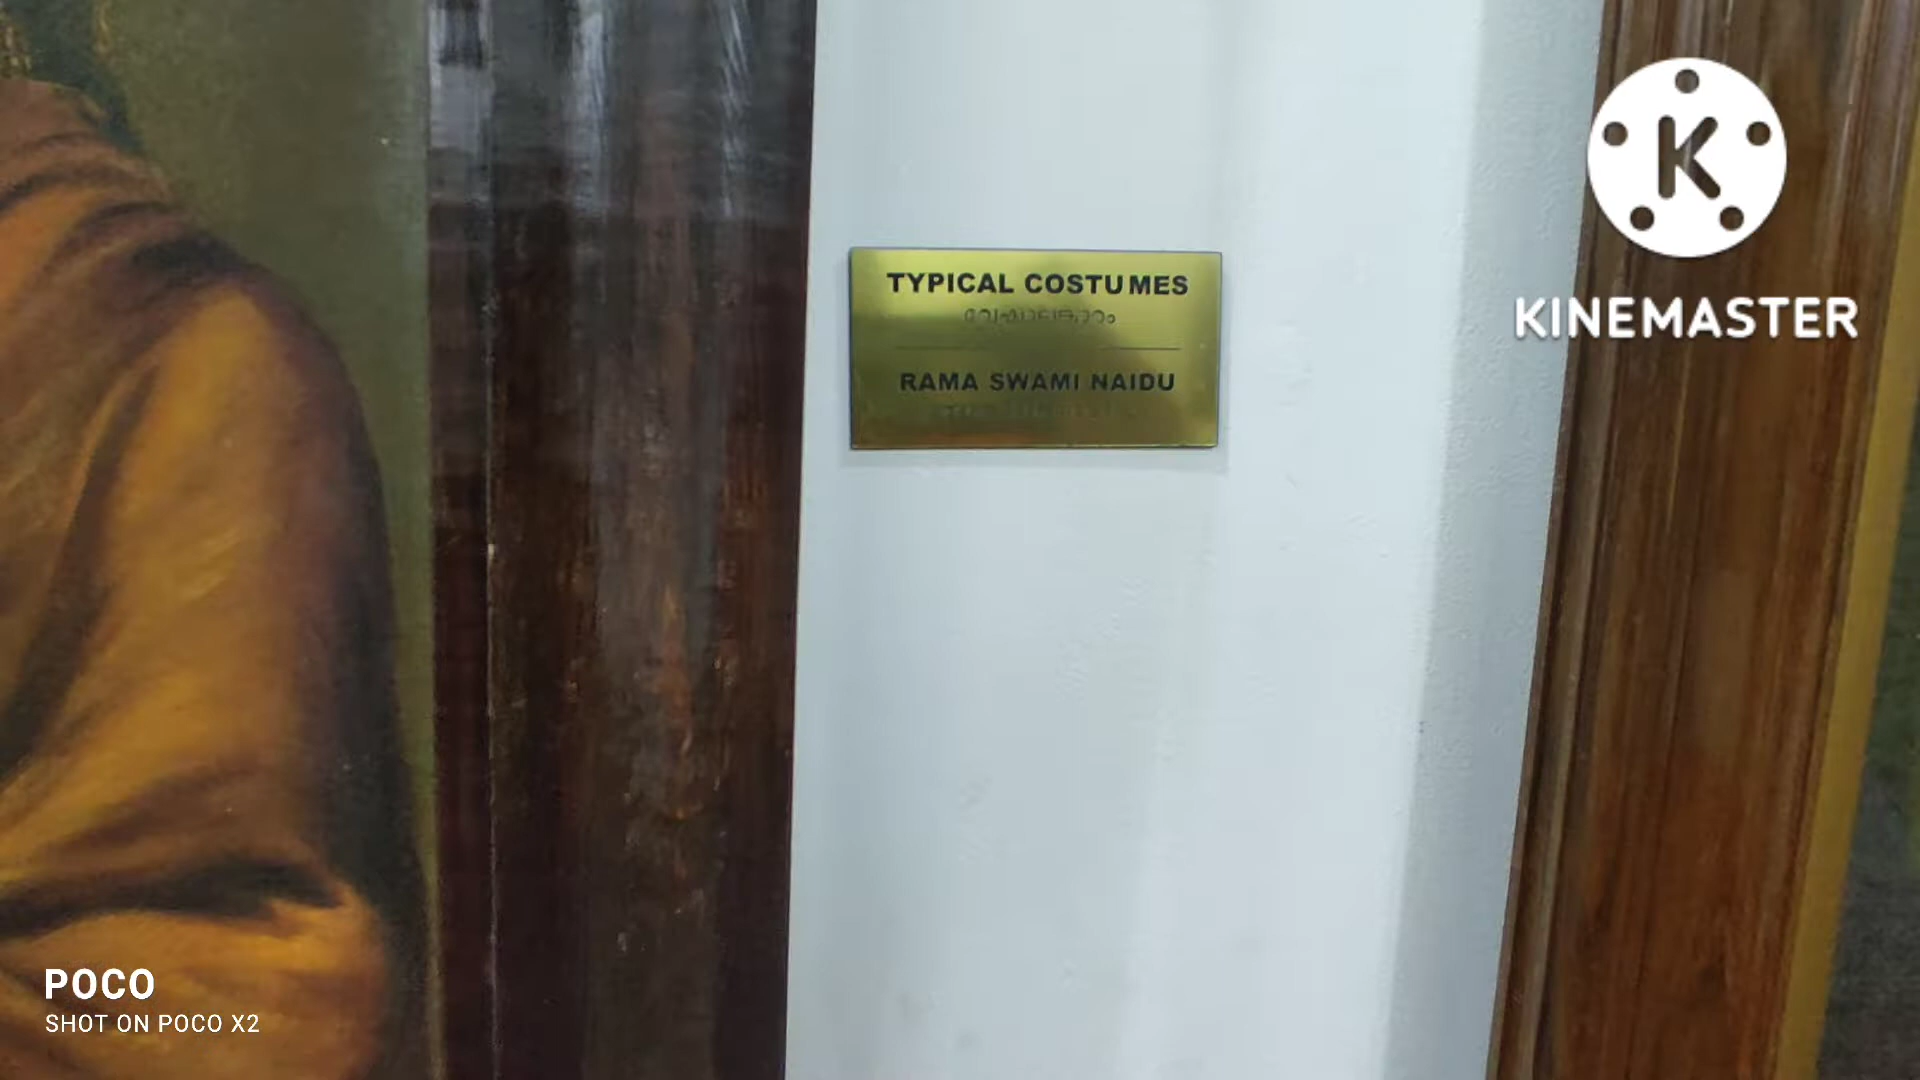 TYPICAL COSTUMES
RAMA SWAMI NAIDU
KINEMASTER
POCO
SHOT ON POCO X2